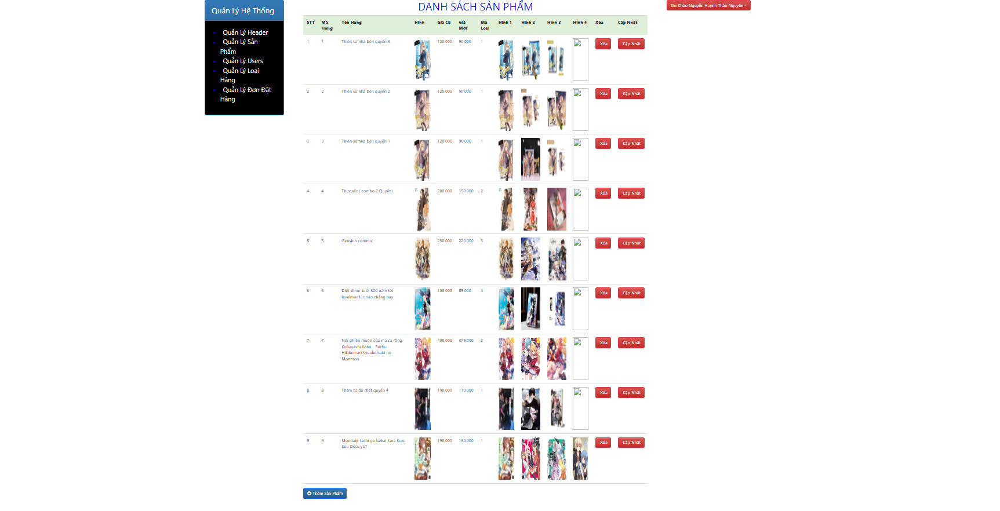 Quản Lý Hệ Thống
Quản Lý Header
Quản Lý Sản
Phẩm
Quản Lý Users
Quản Lý Loại
Hàng
Quản Lý Đơn Đặt
Hàng
DANH SÁCH SẢN PHẨM
Xin Chào Nguyễn Huỳnh Thảo Nguyên
STT Mã Hàng Tên Hàng Hình Giá Cũ Giá Mới Mã Loại Hình 1 Hình 2 Hình 3 Hình 4 Xóa Cập Nhật
1 1 Thiên sứ nhà bên quyển 3 120.000 90.000 1 Xóa Cập Nhật
2 2 Thiên sứ nhà bên quyển 2 120.000 90.000 1 Xóa Cập Nhật
3 3 Thiên sứ nhà bên quyển 1 120.000 90.000 1 Xóa Cập Nhật
4 4 Thực sắc ( combo 2 Quyển) 200.000 150.000 2 Xóa Cập Nhật
5 5 Genshin commic 250.000 220.000 3 Xóa Cập Nhật
6 6 Diệt slime suốt 300 năm tôi 100.000 85.000 4 Xóa Cập Nhật
levelmax lúc nào chẳng hay
7 7 Nỗi phiền muộn của ma cà rồng 400,000 375,000 2 Xóa Cập Nhật
Kobayashi Kotei - Riichu
Hikikomari Kyuuketsuki no
Monmon
8 8 Thám tử đã chết quyển 4 190,000 170,000 1 Xóa Cập Nhật
9 9 Mondaiji-tachi ga Isekai Kara Kuru 190,000 130,000 1 Xóa Cập Nhật
Sou Desu yo?
Thêm Sản Phẩm